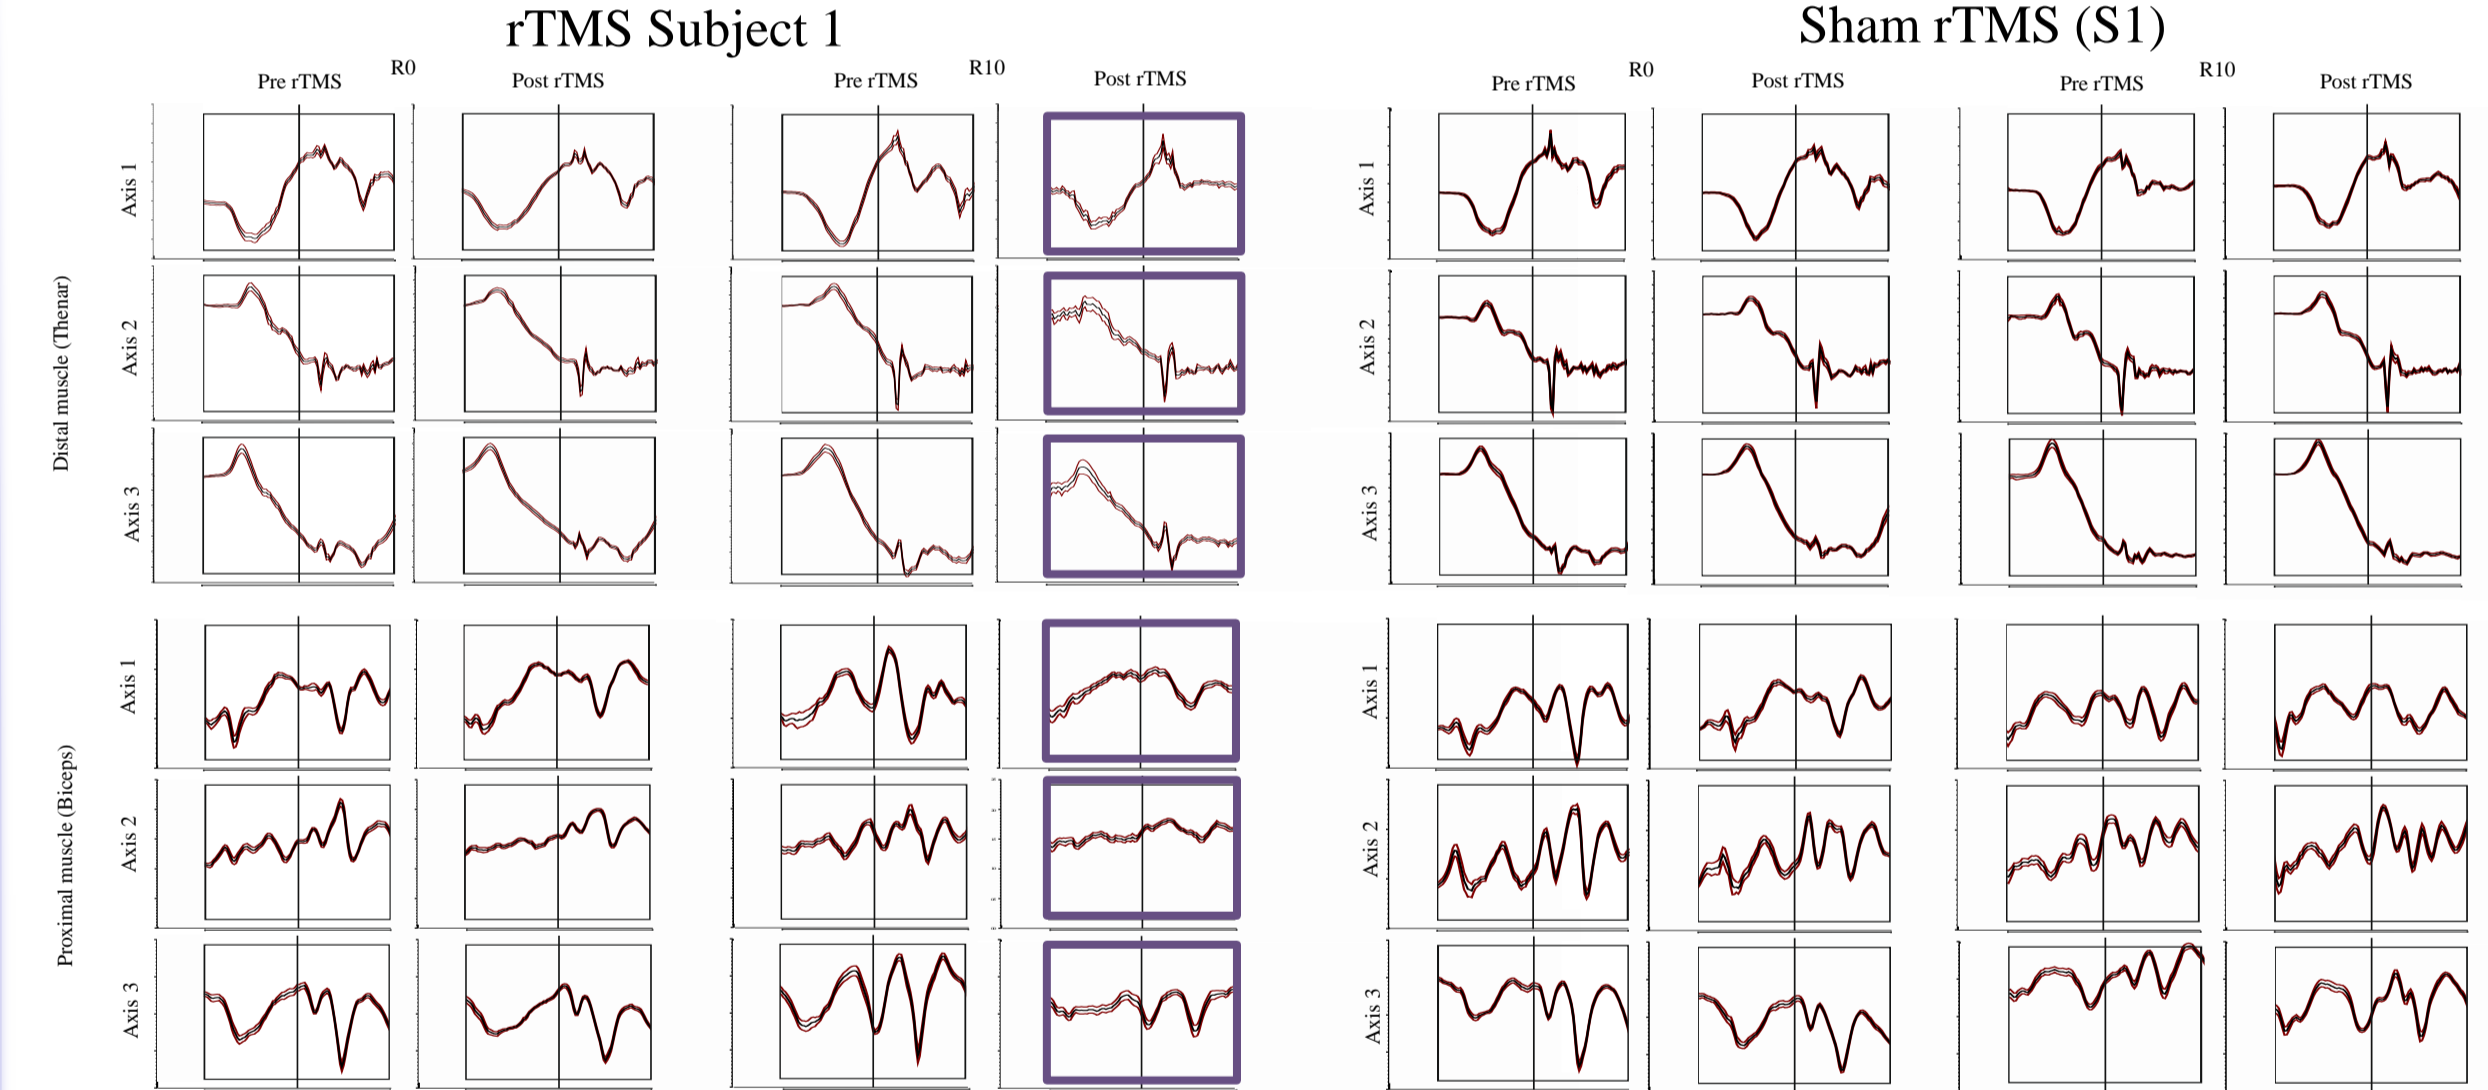 rTMS Subject 1
Sham rTMS (S1)
R0
R10
R0
R10
Pre rTMS
Post rTMS
Pre rTMS
Post rTMS
Pre rTMS
Post rTMS
Pre rTMS
Post rTMS
Distal muscle (Thenar)
Axis 1
Axis 1
Axis 2
Axis 2
Axis 3
Axis 3
Proximal muscle (Biceps)
Axis 1
Axis 1
Axis 2
Axis 2
Axis 3
Axis 3